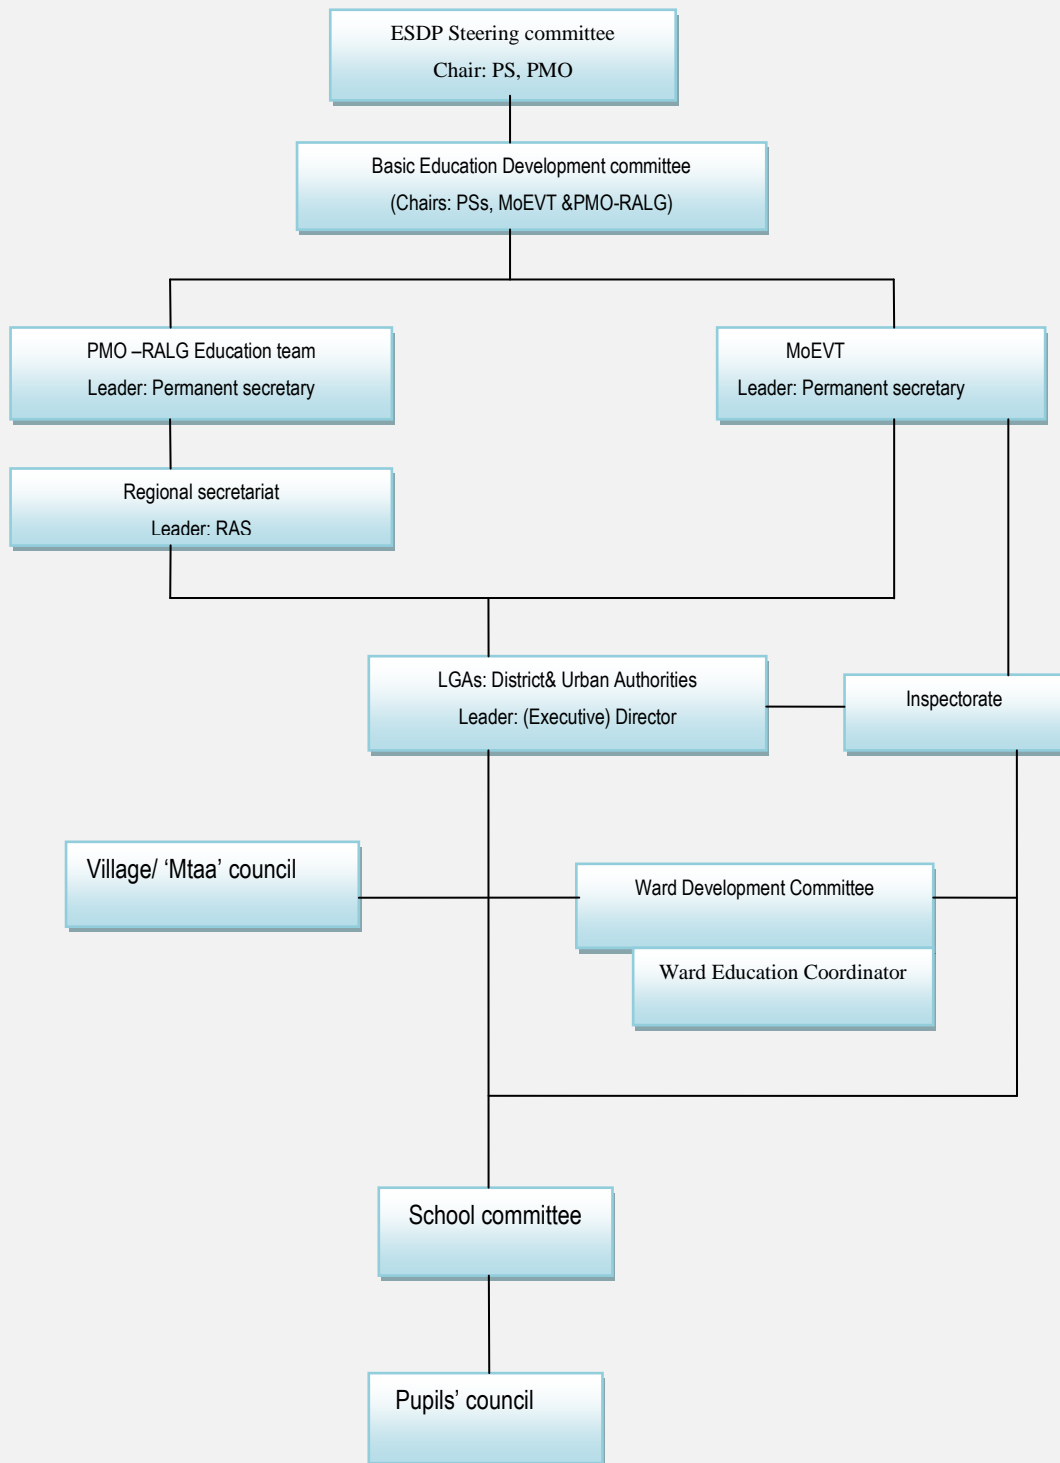 ESDP Steering committee
Chair: PS, PMO
Basic Education Development committee
(Chairs: PSs, MoEVT &PMO-RALG)
PMO –RALG Education team
Leader: Permanent secretary
MoEVT
Leader: Permanent secretary
Regional secretariat
Leader: RAS
LGAs: District& Urban Authorities
Leader: (Executive) Director
Inspectorate
Village/ ‘Mtaa’ council
Ward Development Committee
Ward Education Coordinator
School committee
Pupils’ council